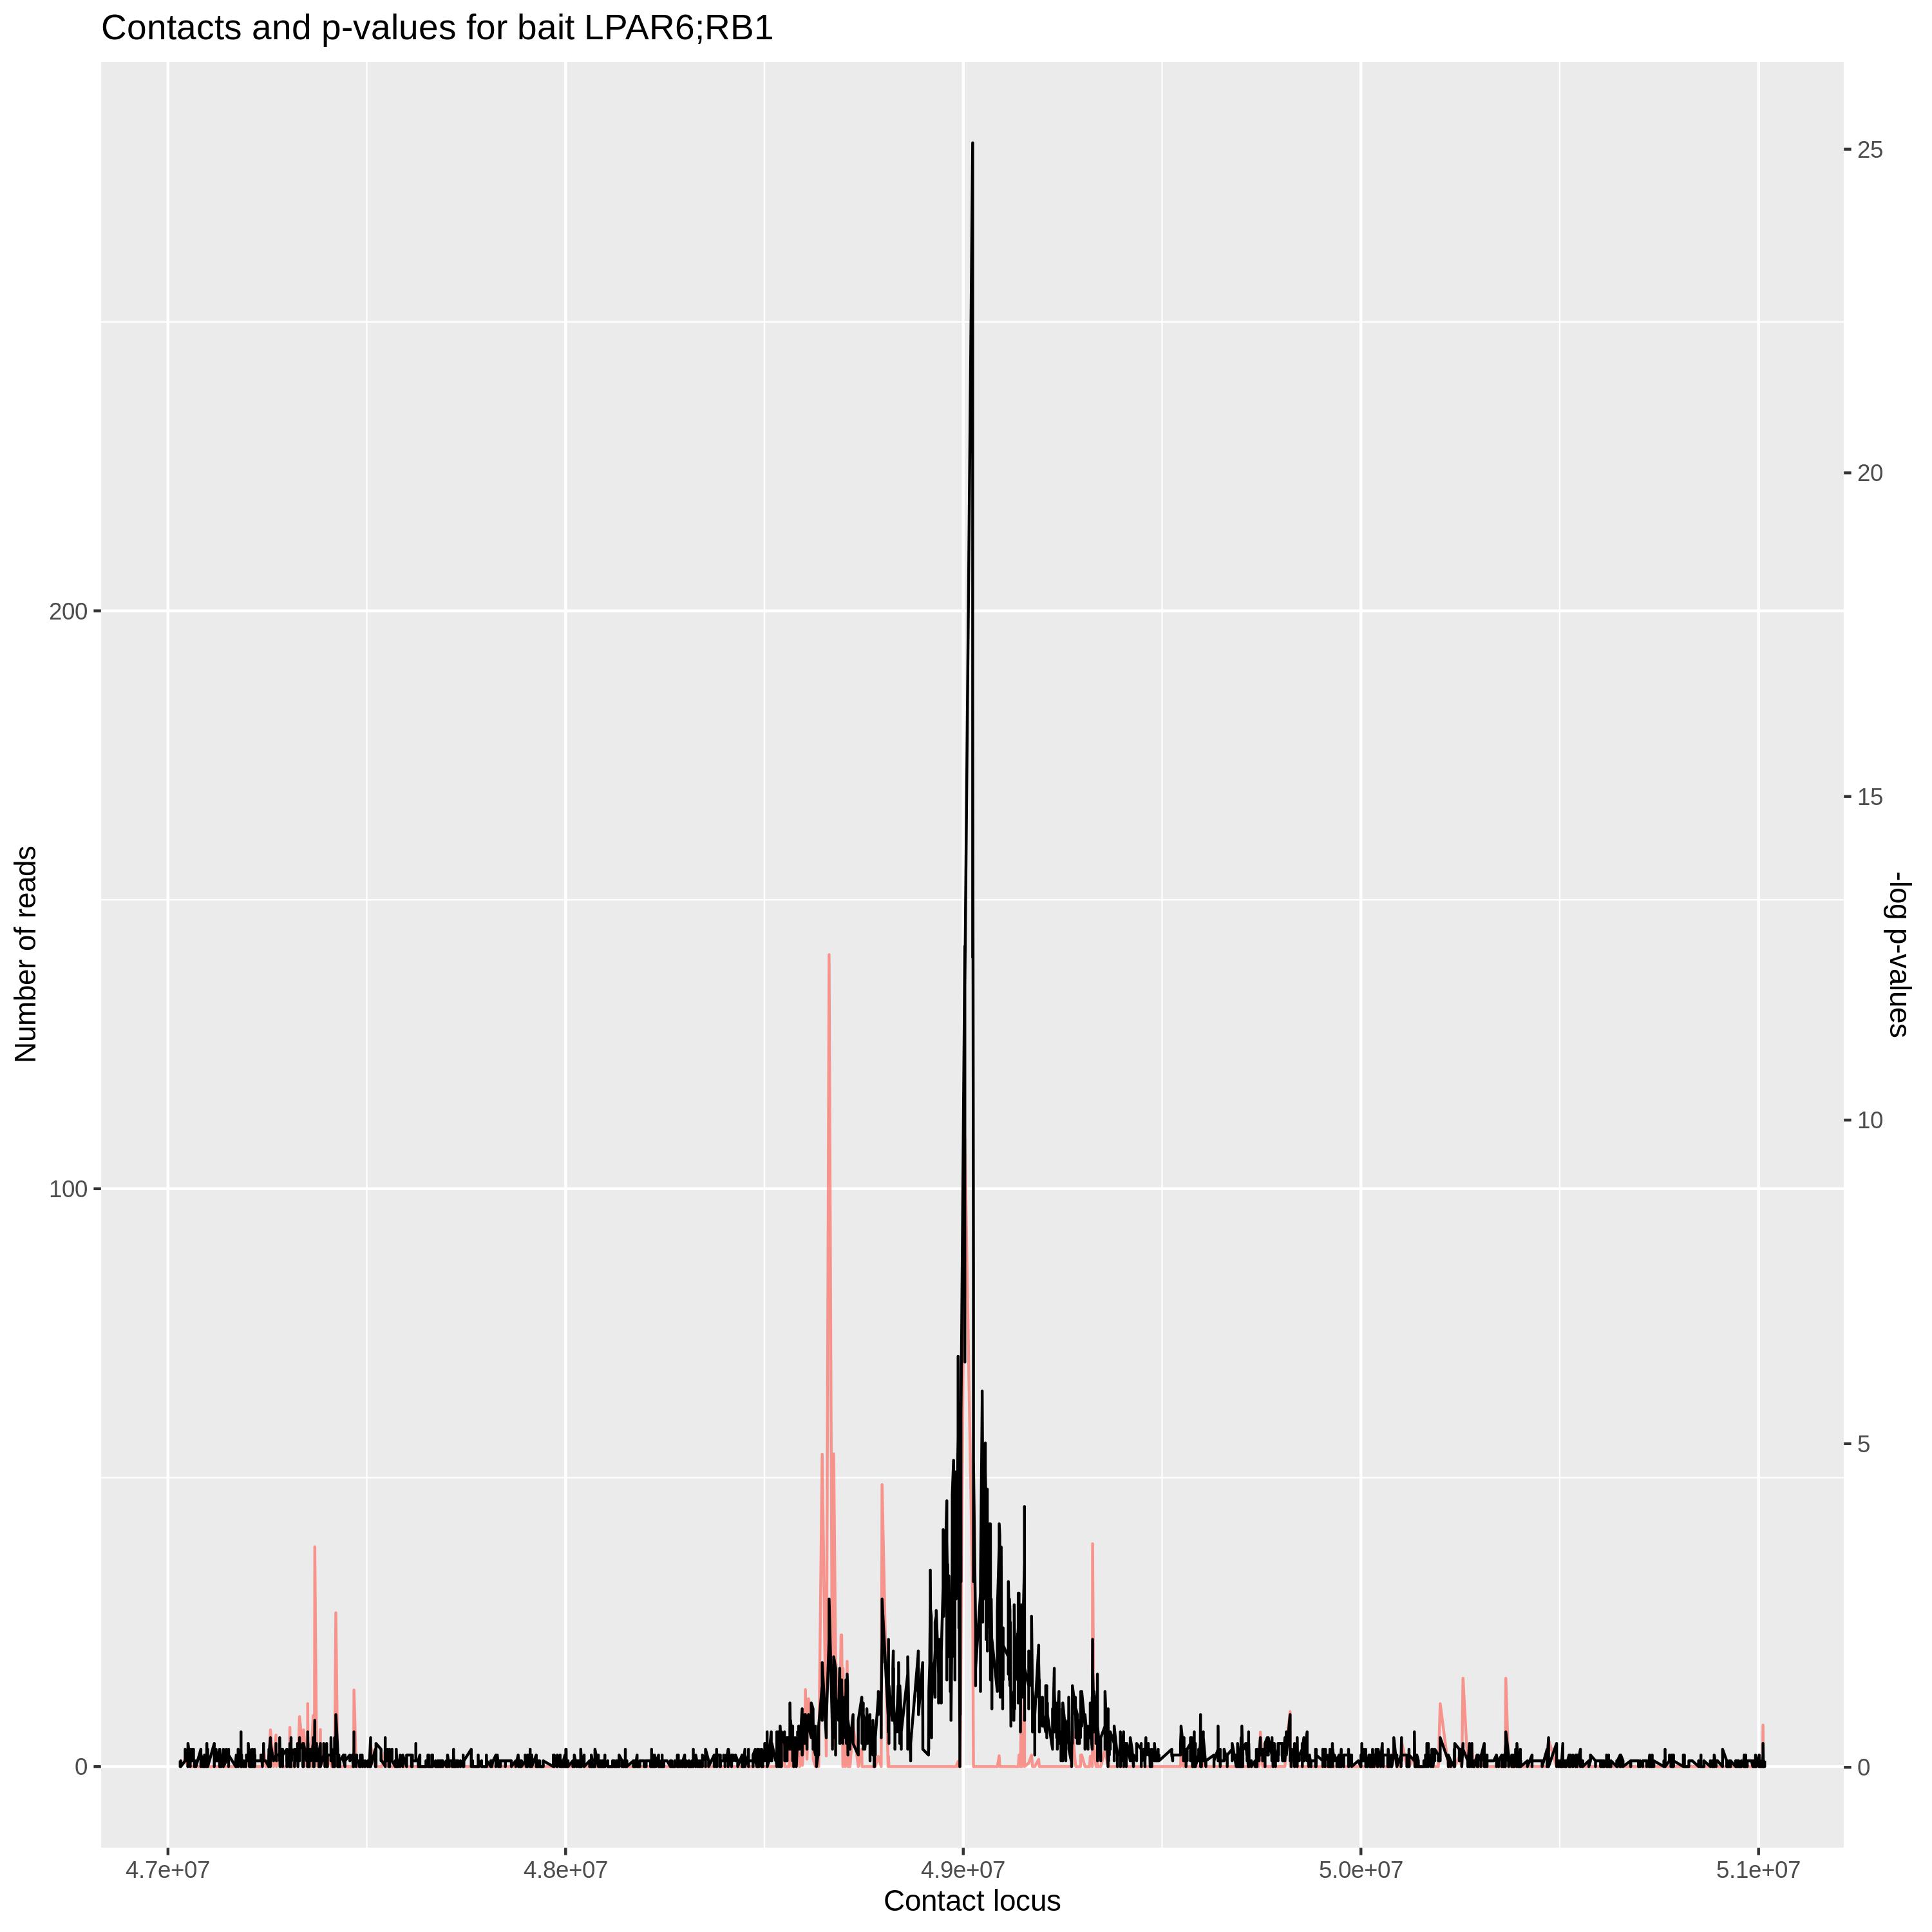 Contacts and p-values for bait LPAR6;RB1
Number of reads
200
100
0
25
20
15
10
5
0
-log p-values
4.7e+07 4.8e+07 4.9e+07 5.0e+07 5.1e+07
Contact locus